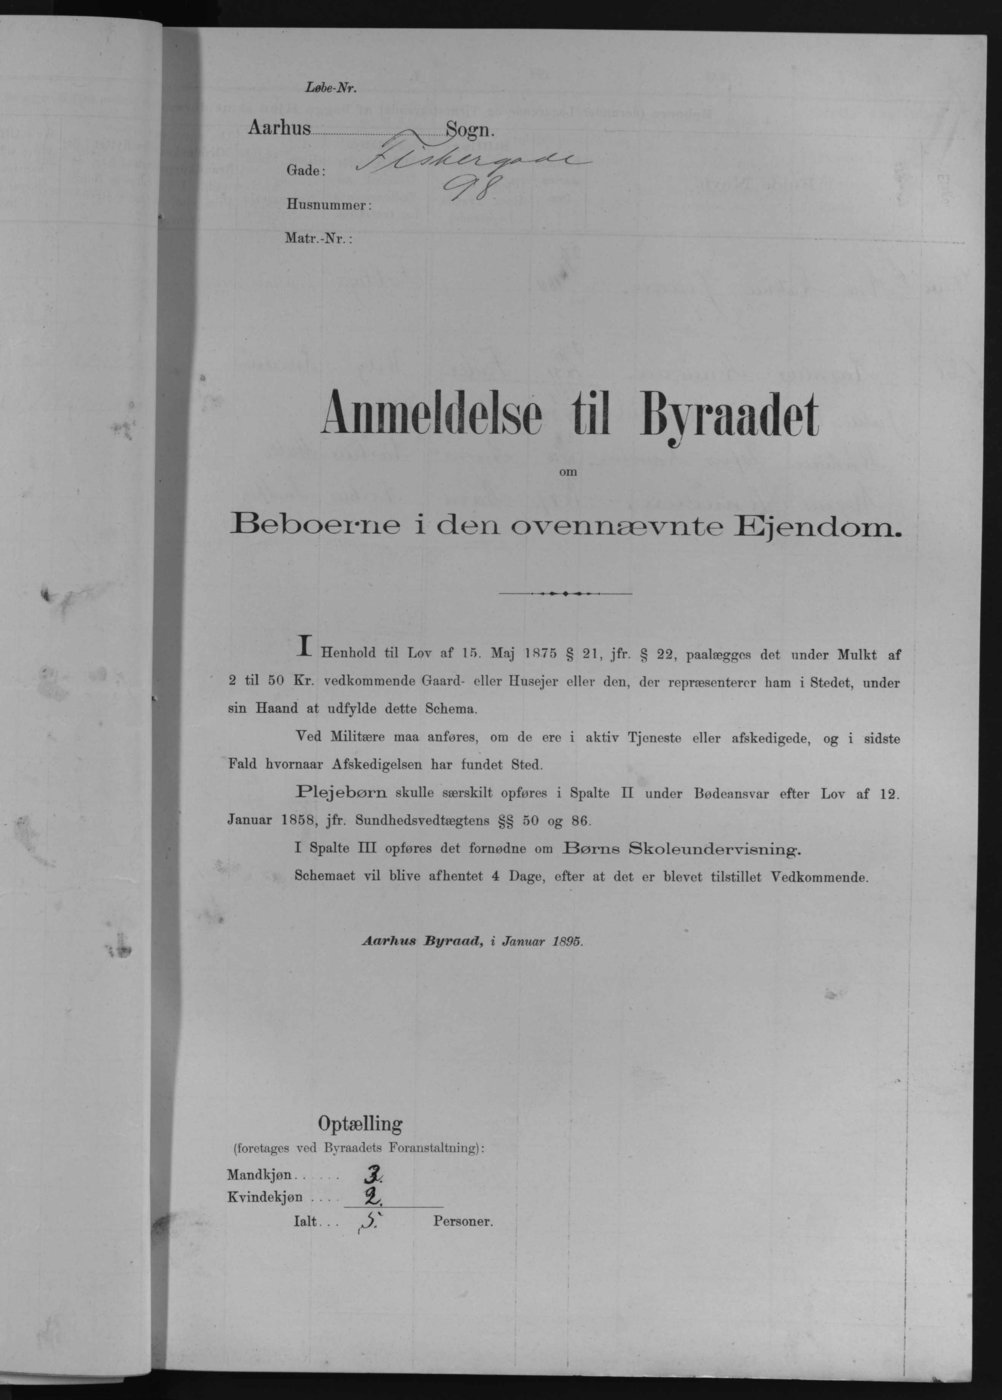 Løbe-Nr.
Aarhus Sogn.
Gade: Fiskergade
Husnummer: 98
Matr.-Nr.:
Anmeldelse til Byraadet
om
Beboerne i den ovennævnte Ejendom.
I Henhold til Lov af 15. Maj 1875 § 21, jfr. § 22, paalægges det under Mulkt af
2 til 50 Kr. vedkommende Gaard- eller Husejer eller den, der repræsenterer ham i Stedet, under
sin Haand at udfylde dette Schema.
Ved Militære maa anføres, om de ere i aktiv Tjeneste eller afskedigede, og i sidste
Fald hvornaar Afskedigelsen har fundet Sted.
Plejebørn skulle særskilt opføres i Spalte II under Bødeansvar efter Lov af 12.
Januar 1858, jfr. Sundhedsvedtægtens §§ 50 og 86.
I Spalte III opføres det fornødne om Børns Skoleundervisning.
Schemaet vil blive afhentet 4 Dage, efter at det er blevet tilstillet Vedkommende.
Aarhus Byraad, i Januar 1895.
Optælling
(foretages ved Byraadets Foranstaltning):
Mandkjøn...... 3.
Kvindekjøn .... 2.
Ialt... 5. Personer.